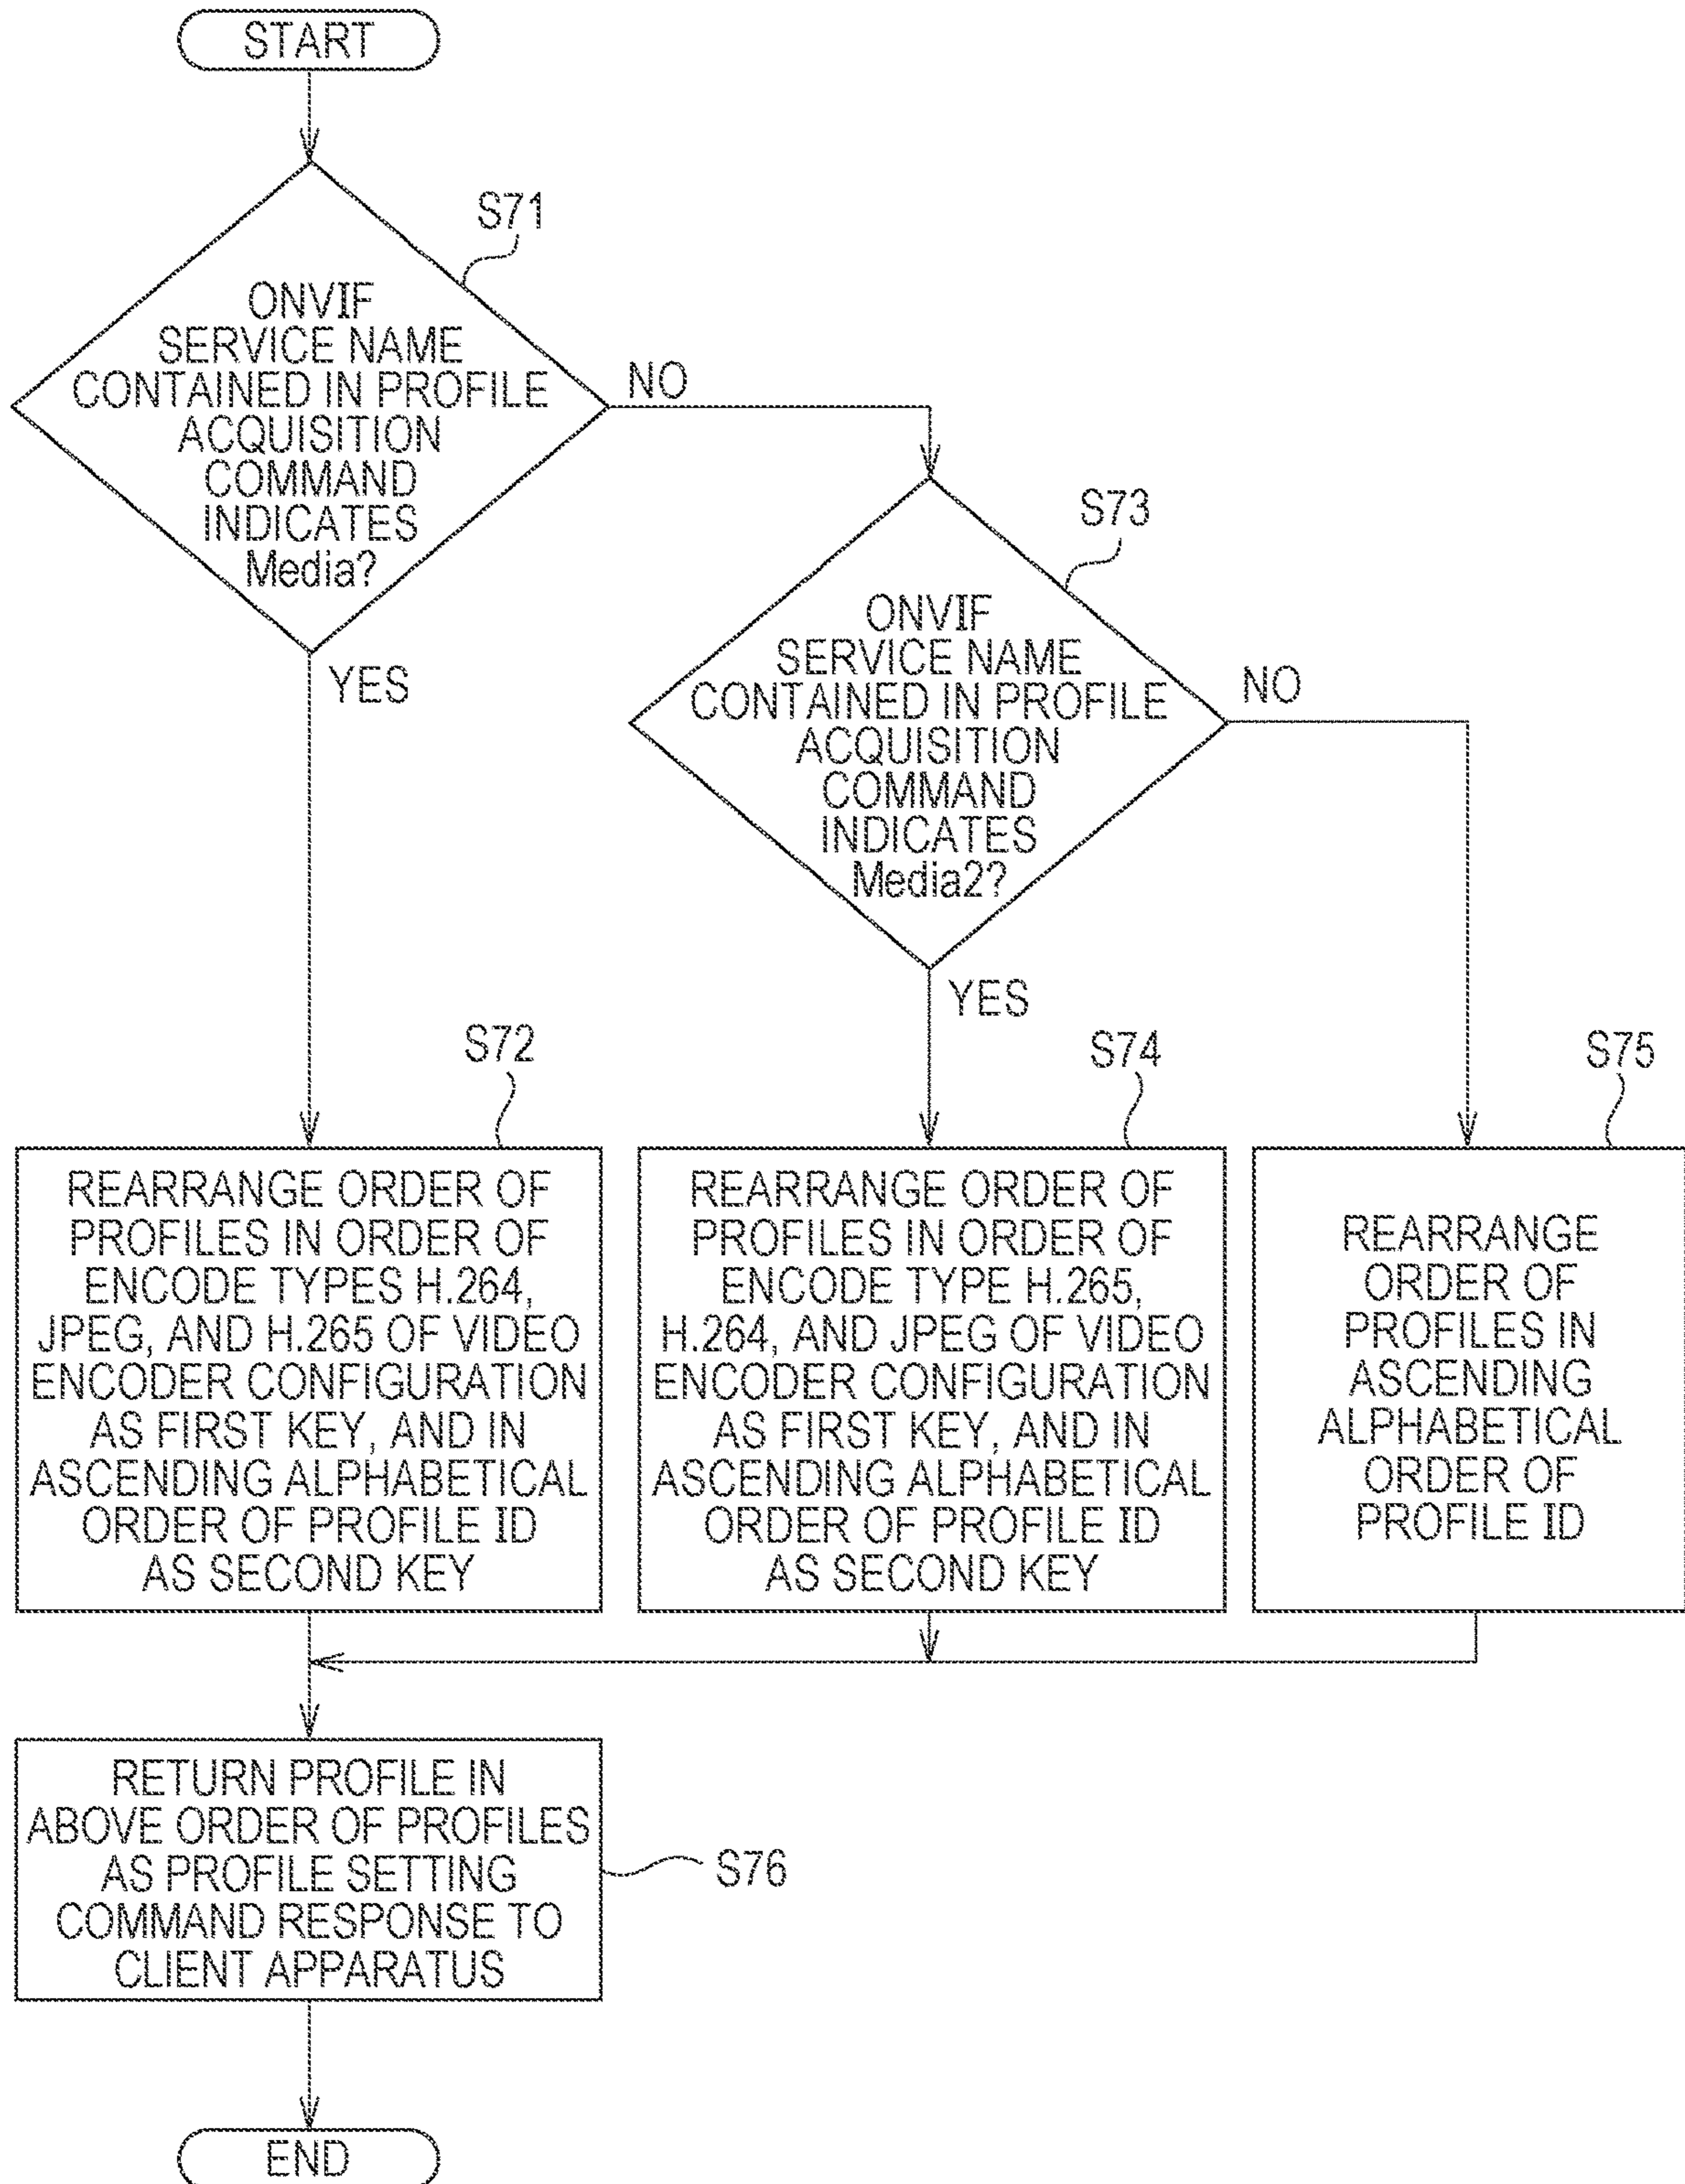 START
S71
ONVIF
SERVICE NAME
CONTAINED IN PROFILE
ACQUISITION
COMMAND
INDICATES
Media?
NO
YES
S73
ONVIF
SERVICE NAME
CONTAINED IN PROFILE
ACQUISITION
COMMAND
INDICATES
Media2?
NO
YES
S72
REARRANGE ORDER OF
PROFILES IN ORDER OF
ENCODE TYPES H.264,
JPEG, AND H.265 OF VIDEO
ENCODER CONFIGURATION
AS FIRST KEY, AND IN
ASCENDING ALPHABETICAL
ORDER OF PROFILE ID
AS SECOND KEY
S74
REARRANGE ORDER OF
PROFILES IN ORDER OF
ENCODE TYPE H.265,
H.264, AND JPEG OF VIDEO
ENCODER CONFIGURATION
AS FIRST KEY, AND IN
ASCENDING ALPHABETICAL
ORDER OF PROFILE ID
AS SECOND KEY
S75
REARRANGE
ORDER OF
PROFILES IN
ASCENDING
ALPHABETICAL
ORDER OF
PROFILE ID
RETURN PROFILE IN
ABOVE ORDER OF PROFILES
AS PROFILE SETTING
COMMAND RESPONSE TO
CLIENT APPARATUS
S76
END